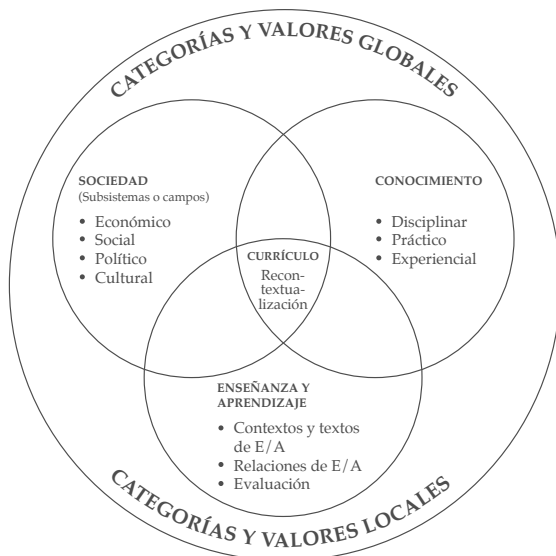 CATEGORÍAS Y VALORES GLOBALES
SOCIEDAD
(Subsistemas o campos)
• Económico
• Social
• Político
• Cultural
CONOCIMIENTO
• Disciplinar
• Práctico
• Experiencial
CURRÍCULO
Recon-
textua-
lización
ENSEÑANZA Y
APRENDIZAJE
• Contextos y textos
de E/A
• Relaciones de E/A
• Evaluación
CATEGORÍAS Y VALORES LOCALES